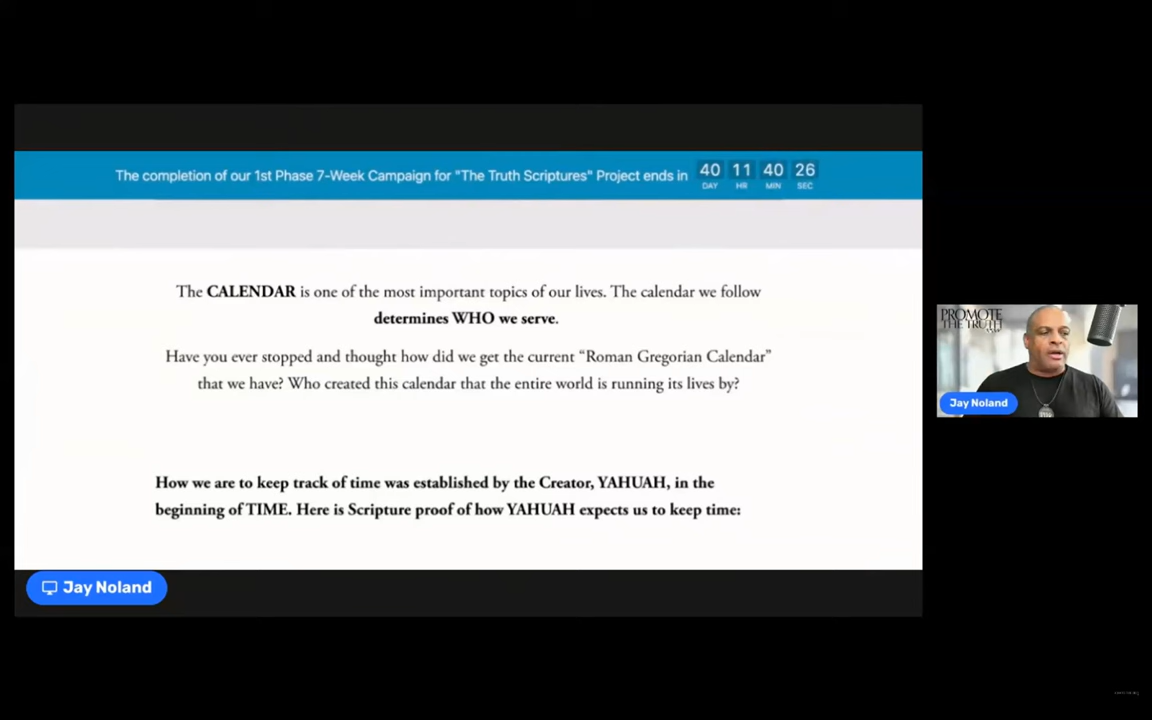 The completion of our 1st Phase 7-Week Campaign for "The Truth Scriptures" Project ends in
40 11 40 26
DAY HR MIN SEC
The CALENDAR is one of the most important topics of our lives. The calendar we follow
determines WHO we serve.
Have you ever stopped and thought how did we get the current “Roman Gregorian Calendar”
that we have? Who created this calendar that the entire world is running its lives by?
How we are to keep track of time was established by the Creator, YAHUAH, in the
beginning of TIME. Here is Scripture proof of how YAHUAH expects us to keep time:
Jay Noland
PROMOTE
THE TRUTH
Jay Noland